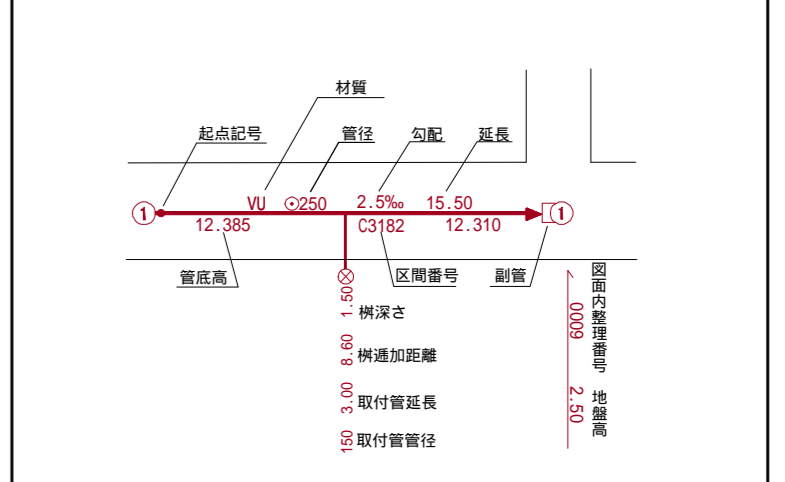 材質
起点記号
管径
勾配
延長
VU
250
2.5‰
15.50
1
1
12.385
C3182
12.310
管底高
区間番号
副管
1.50
桝深さ
8.60
桝逓加距離
3.00
取付管延長
150
取付管管径
0009
図面内整理番号
2.50
地盤高